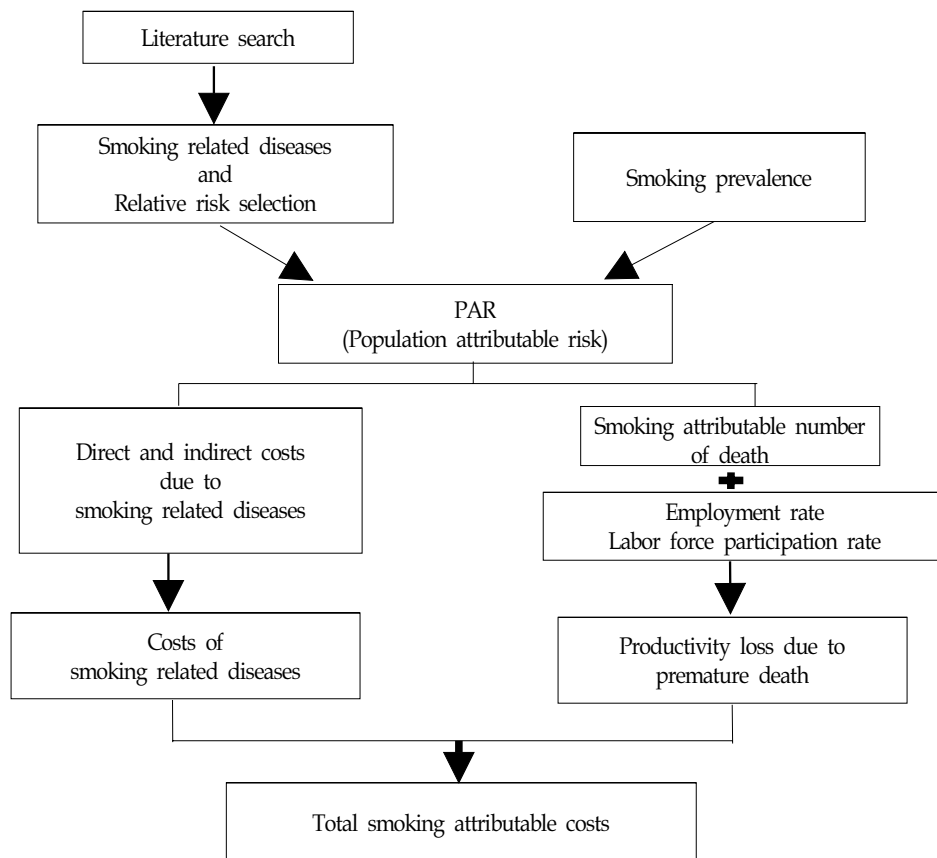 Literature search
Smoking related diseases
and
Relative risk selection
Smoking prevalence
PAR
(Population attributable risk)
Direct and indirect costs
due to
smoking related diseases
Smoking attributable number
of death
Employment rate
Labor force participation rate
Costs of
smoking related diseases
Productivity loss due to
premature death
Total smoking attributable costs